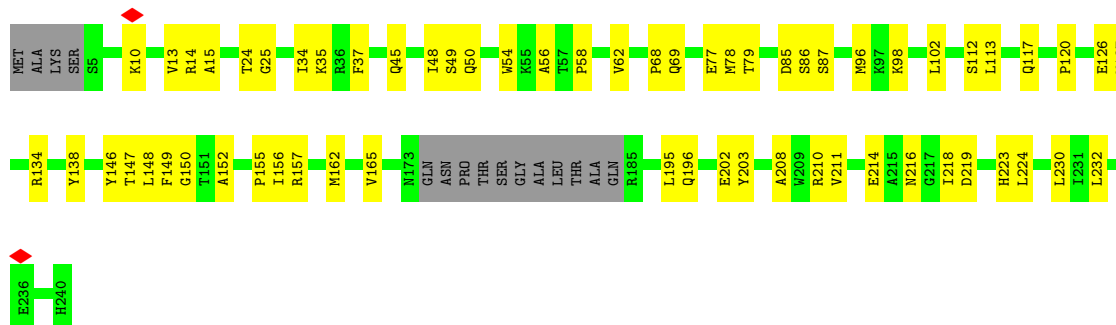 MET ALA LYS SER S5 K10 V13 R14 A15 T24 G25 I34 K35 R36 F37 Q45 I48 S49 Q50 W54 K55 A56 T57 P58 V62 P68 Q69 E77 M78 T79 D85 S86 S87 M96 K97 K98 L102 S112 L113 Q117 P120 E126
R134 Y138 Y146 T147 L148 F149 G150 T151 A152 P155 I156 R157 M162 V165 N173 GLN ASN PRO THR SER GLY ALA LEU THR ALA GLN R185 L195 Q196 E202 Y203 A208 W209 R210 V211 E214 A215 N216 G217 I218 D219 H223 L224 L230 I231 L232
E236 H240